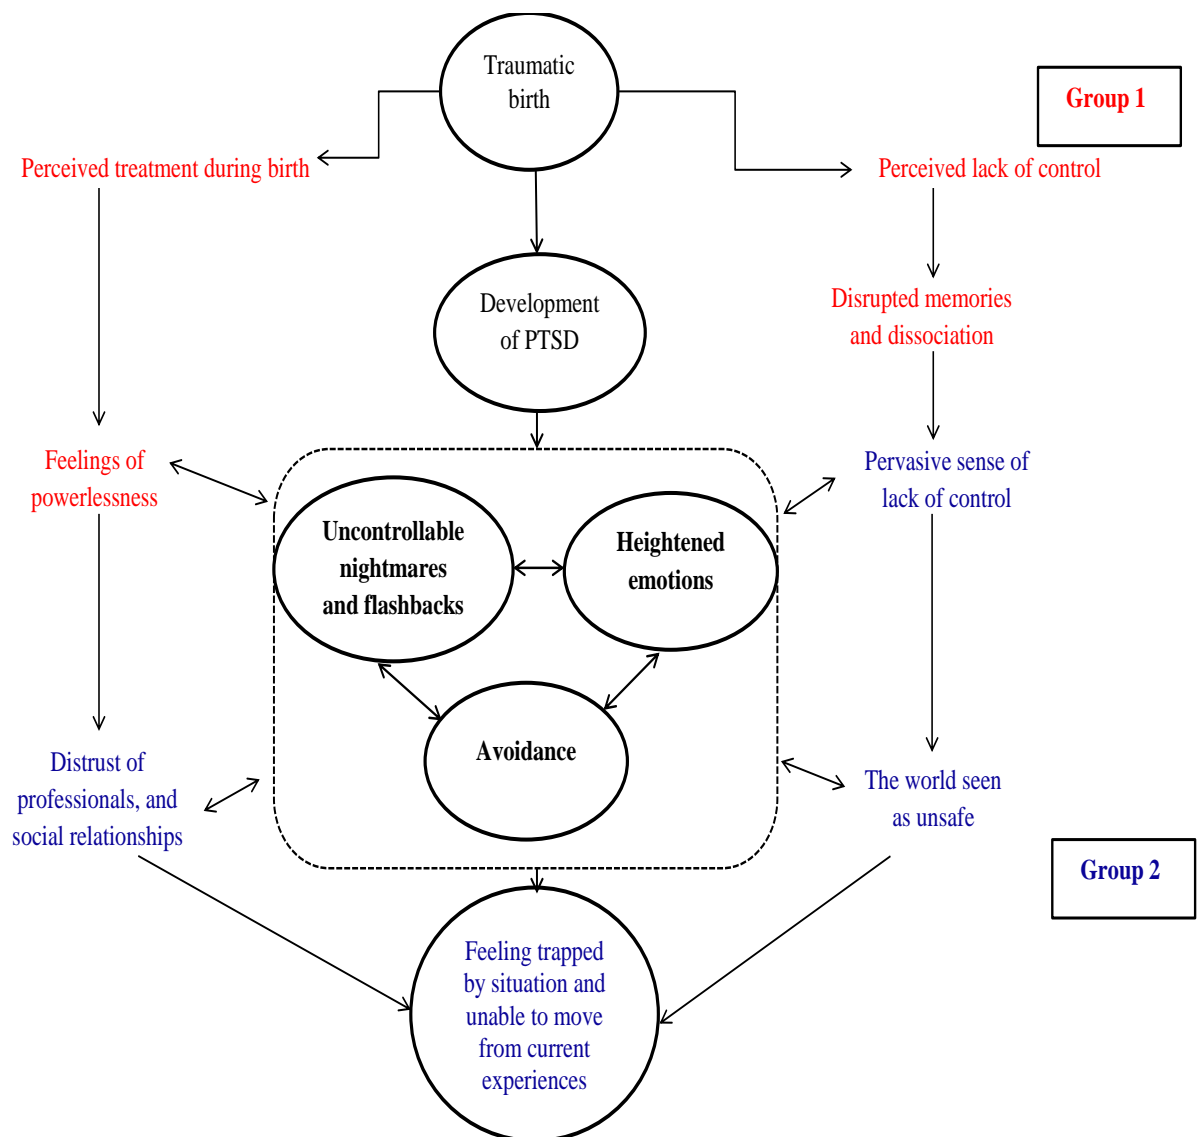 Traumatic
birth
Group 1
Perceived treatment during birth
Perceived lack of control
Development
of PTSD
Disrupted memories
and dissociation
Feelings of
powerlessness
Pervasive sense of
lack of control
Uncontrollable
nightmares
and flashbacks
Heightened
emotions
Avoidance
Distrust of
professionals, and
social relationships
The world seen
as unsafe
Group 2
Feeling trapped
by situation and
unable to move
from current
experiences